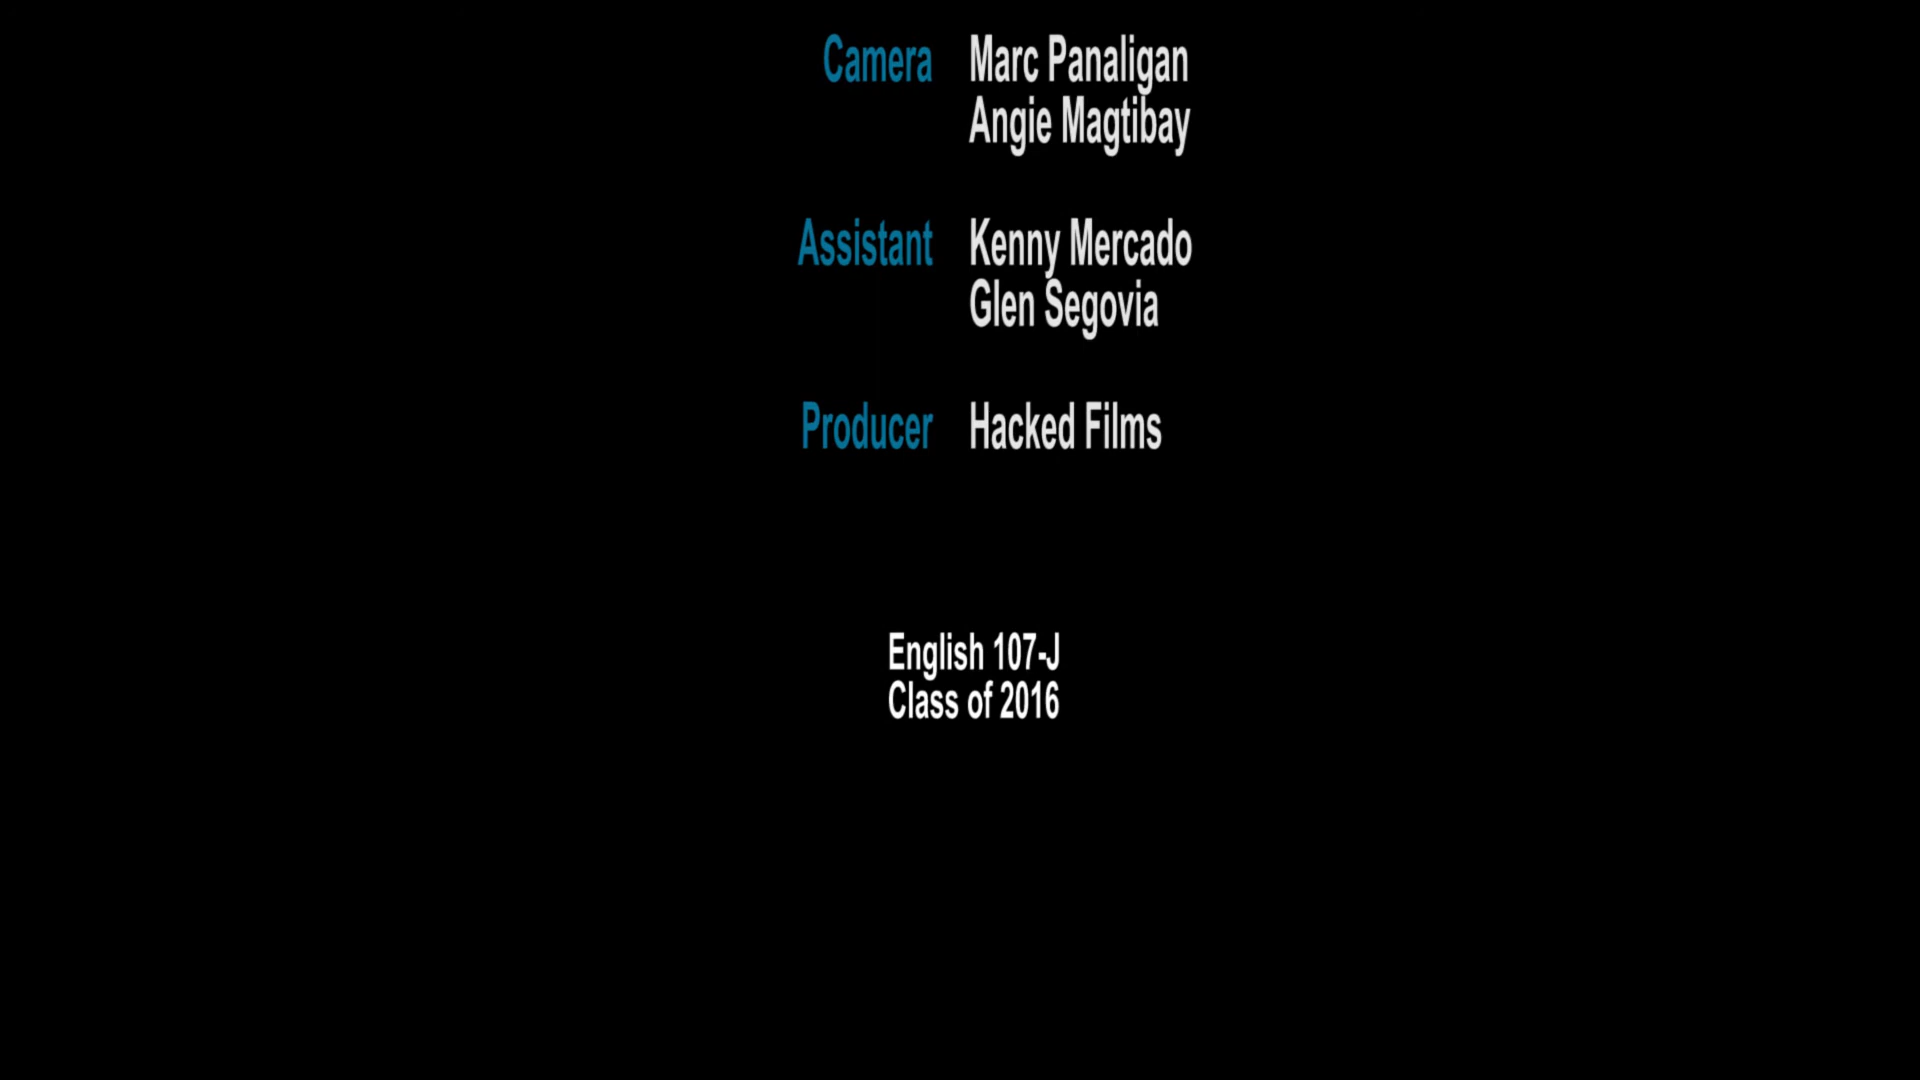 Camera Marc Panaligan
Angie Magtibay
Assistant Kenny Mercado
Glen Segovia
Producer Hacked Films
English 107-J
Class of 2016